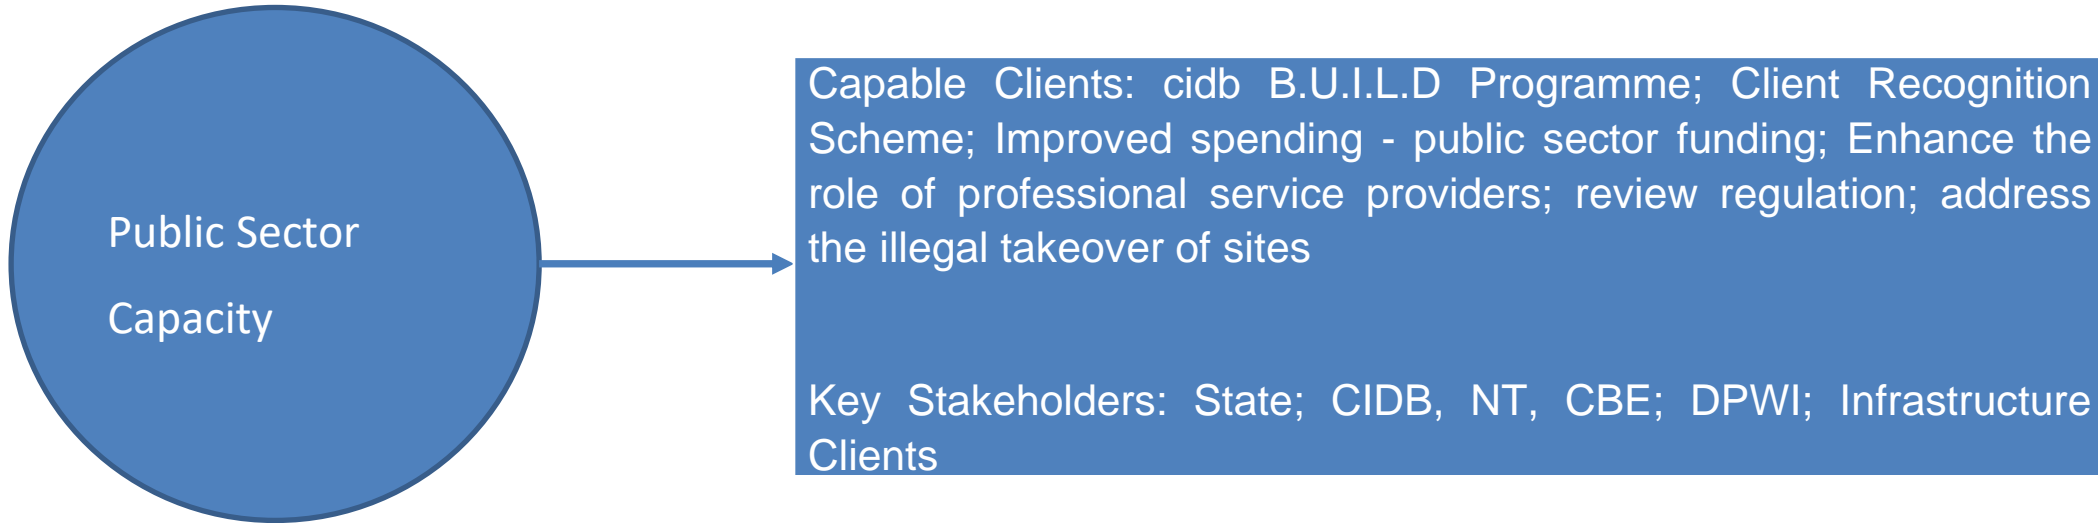 Public Sector
Capacity
Capable Clients: cidb B.U.I.L.D Programme; Client Recognition
Scheme; Improved spending - public sector funding; Enhance the
role of professional service providers; review regulation; address
the illegal takeover of sites
Key Stakeholders: State; CIDB, NT, CBE; DPWI; Infrastructure
Clients